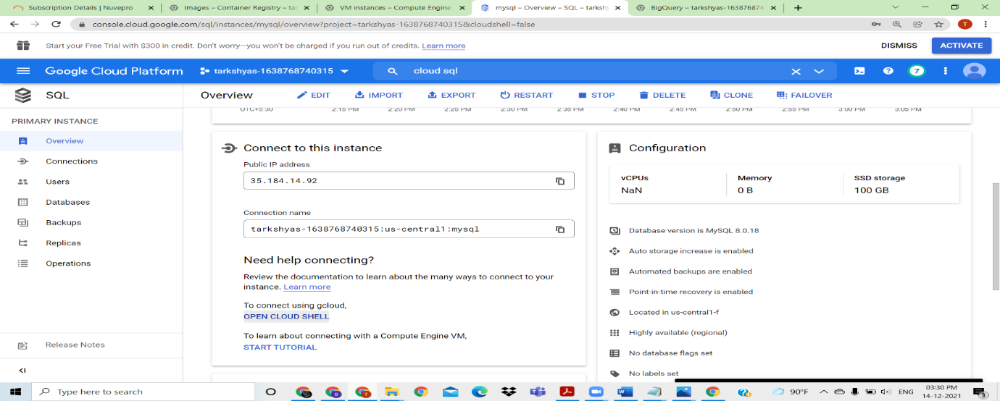 Subscription Details | Nuvepro
Images – Container Registry – tar
VM instances – Compute Engine
mysql – Overview – SQL – tarksh
BigQuery – tarkshyas-16387687
console.cloud.google.com/sql/instances/mysql/overview?project=tarkshyas-1638768740315&cloudshell=false
T
Start your Free Trial with $300 in credit. Don't worry—you won't be charged if you run out of credits. Learn more
DISMISS
ACTIVATE
Google Cloud Platform
tarkshyas-1638768740315
cloud sql
7
SQL
Overview
EDIT
IMPORT
EXPORT
RESTART
STOP
DELETE
CLONE
FAILOVER
UTC+5:30
2:15 PM
2:20 PM
2:25 PM
2:30 PM
2:35 PM
2:40 PM
2:45 PM
2:50 PM
2:55 PM
3:00 PM
3:05 PM
PRIMARY INSTANCE
Overview
Connections
Users
Databases
Backups
Replicas
Operations
Release Notes
Connect to this instance
Public IP address
35.184.14.92
Connection name
tarkshyas-1638768740315:us-central1:mysql
Need help connecting?
Review the documentation to learn about the many ways to connect to your
instance. Learn more
To connect using gcloud,
OPEN CLOUD SHELL
To learn about connecting with a Compute Engine VM,
START TUTORIAL
Configuration
vCPUs
Memory
SSD storage
NaN
0 B
100 GB
Database version is MySQL 8.0.18
Auto storage increase is enabled
Automated backups are enabled
Point-in-time recovery is enabled
Located in us-central1-f
Highly available (regional)
No database flags set
No labels set
Type here to search
90°F
ENG
03:30 PM
14-12-2021
3